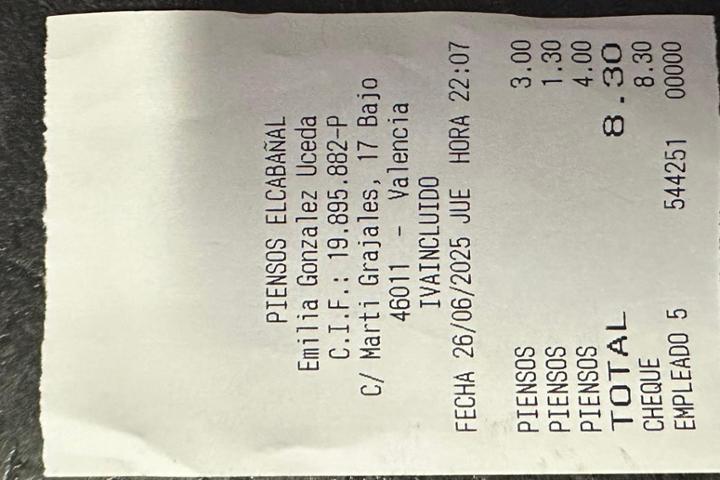 PIENSOS ELCABAÑAL
Emilia Gonzalez Uceda
C.I.F.: 19.895.882-P
C/ Marti Grajales, 17 Bajo
46011 - Valencia
IVAINCLUIDO
FECHA 26/06/2025 JUE HORA 22:07
PIENSOS 3.00
PIENSOS 1.30
PIENSOS 4.00
TOTAL 8.30
CHEQUE 8.30
EMPLEADO 5 544251 00000